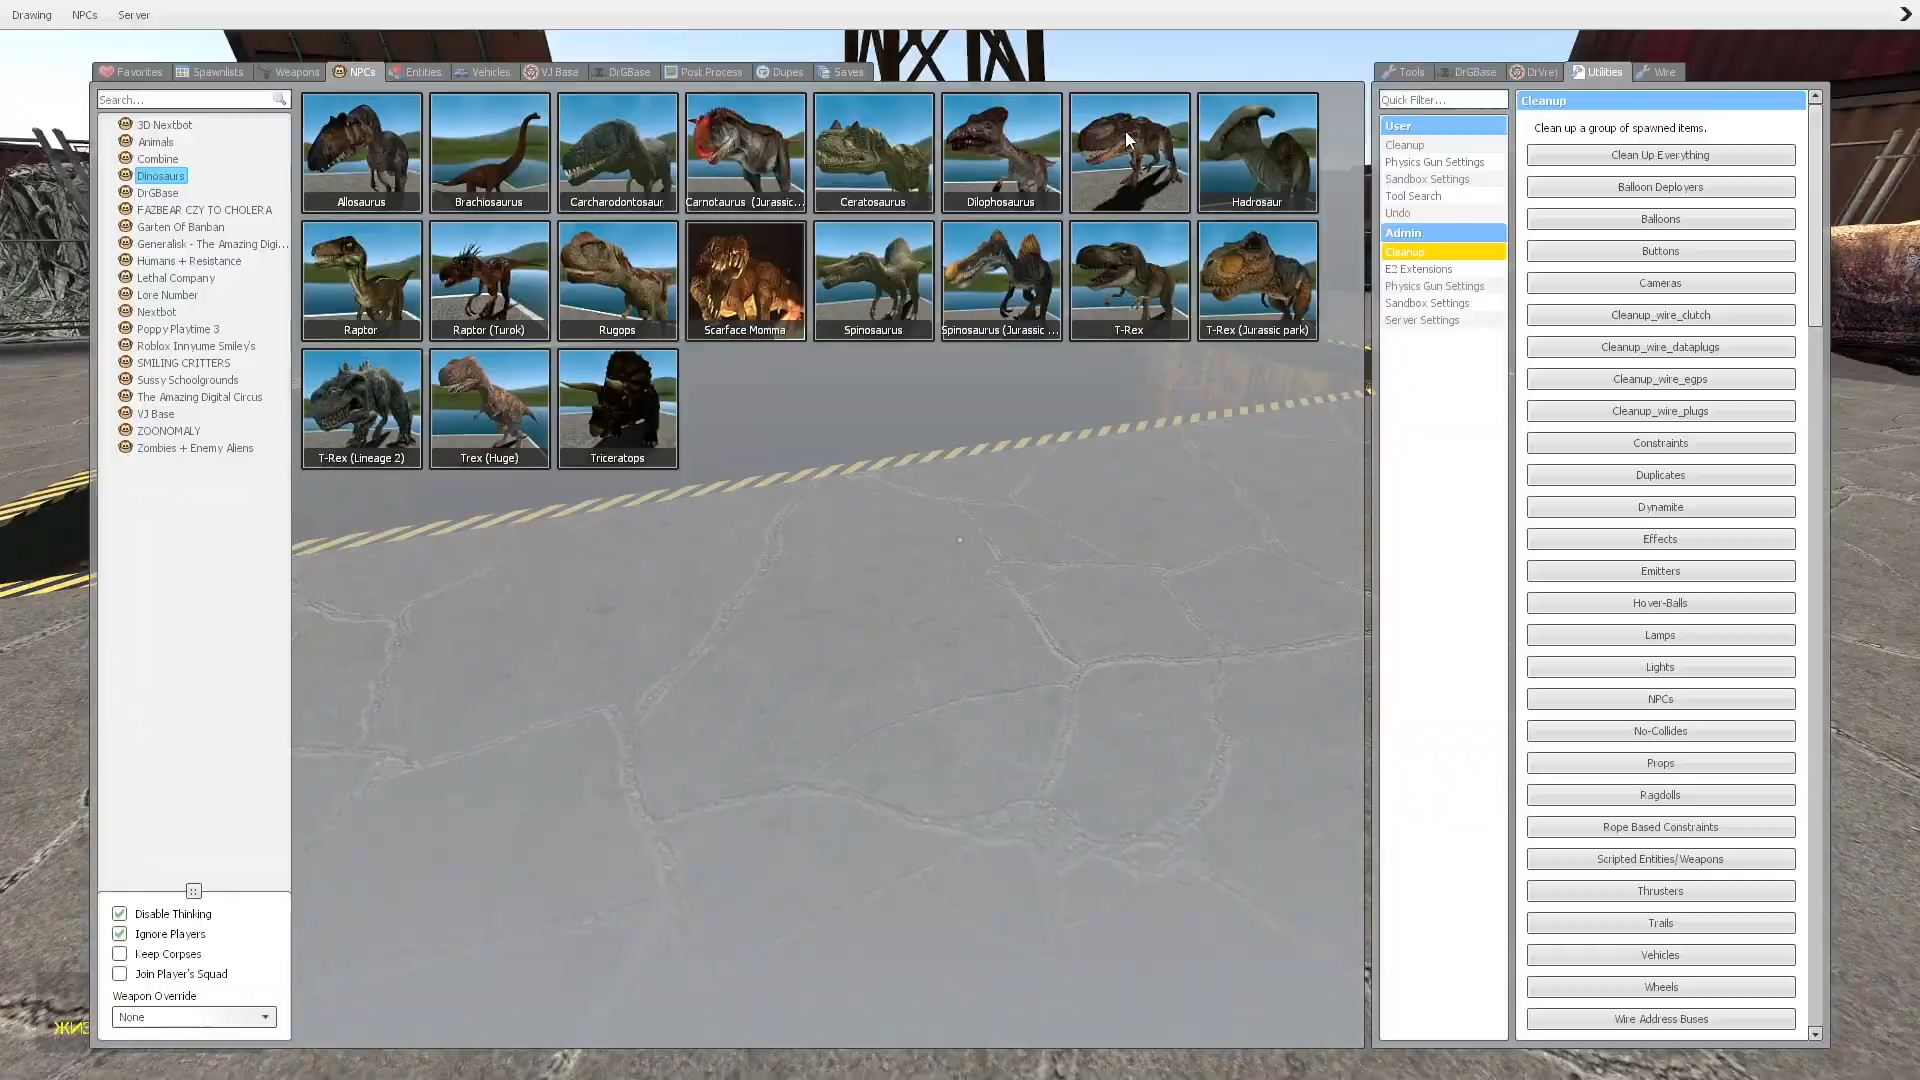 Drawing NPCs Server
Favorites Spawnlists Weapons NPCs Entities Vehicles VJ Base DrGBase Post Process Dupes Saves
Tools DrGBase DrVrej Utilities Wire
Search...
3D Nextbot
Animals
Combine
Dinosaurs
DrGBase
FAZBEAR CZY TO CHOLERA
Garten Of Banban
Generalisk - The Amazing Digi...
Humans + Resistance
Lethal Company
Lore Number
Nextbot
Poppy Playtime 3
Roblox Innyume Smiley's
SMILING CRITTERS
Sussy Schoolgrounds
The Amazing Digital Circus
VJ Base
ZOONOMALY
Zombies + Enemy Aliens
Disable Thinking
Ignore Players
Keep Corpses
Join Player's Squad
Weapon Override
None
ЖИЗ
Allosaurus
Brachiosaurus
Carcharodontosaur
Carnotaurus (Jurassic...
Ceratosaurus
Dilophosaurus
Hadrosaur
Raptor
Raptor (Turok)
Rugops
Scarface Momma
Spinosaurus
Spinosaurus (Jurassic ...
T-Rex
T-Rex (Jurassic park)
T-Rex (Lineage 2)
Trex (Huge)
Triceratops
Quick Filter...
User
Cleanup
Physics Gun Settings
Sandbox Settings
Tool Search
Undo
Admin
Cleanup
E2 Extensions
Physics Gun Settings
Sandbox Settings
Server Settings
Cleanup
Clean up a group of spawned items.
Clean Up Everything
Balloon Deployers
Balloons
Buttons
Cameras
Cleanup_wire_clutch
Cleanup_wire_dataplugs
Cleanup_wire_egps
Cleanup_wire_plugs
Constraints
Duplicates
Dynamite
Effects
Emitters
Hover-Balls
Lamps
Lights
NPCs
No-Collides
Props
Ragdolls
Rope Based Constraints
Scripted Entities/Weapons
Thrusters
Trails
Vehicles
Wheels
Wire Address Buses